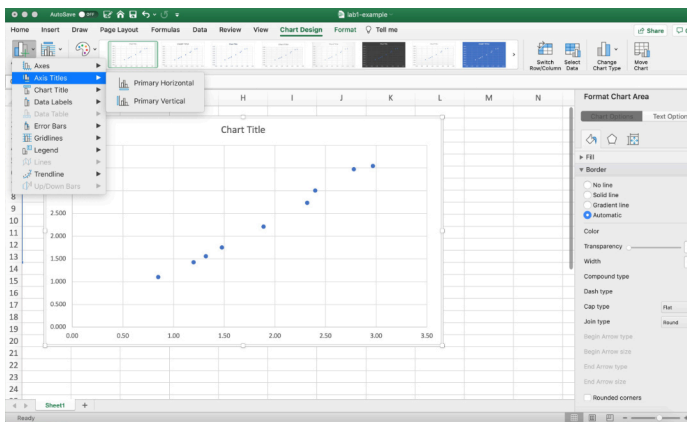 AutoSave OFF
lab1-example
Home Insert Draw Page Layout Formulas Data Review View Chart Design Format Tell me
Share
Switch Row/Column
Select Data
Change Chart Type
Move Chart
Axes
Axis Titles
Chart Title
Data Labels
Data Table
Error Bars
Gridlines
Legend
Lines
Trendline
Up/Down Bars
Primary Horizontal
Primary Vertical
H I J K L M N
8
9
10
11
12
13
14
15
16
17
18
19
20
21
22
23
24
Chart Title
2.500
2.000
1.500
1.000
0.500
0.000
0.00 0.50 1.00 1.50 2.00 2.50 3.00 3.50
Format Chart Area
Chart Options Text Option
Fill
Border
No line
Solid line
Gradient line
Automatic
Color
Transparency
Width
Compound type
Dash type
Cap type Flat
Join type Round
Begin Arrow type
Begin Arrow size
End Arrow type
End Arrow size
Rounded corners
Sheet1 +
Ready